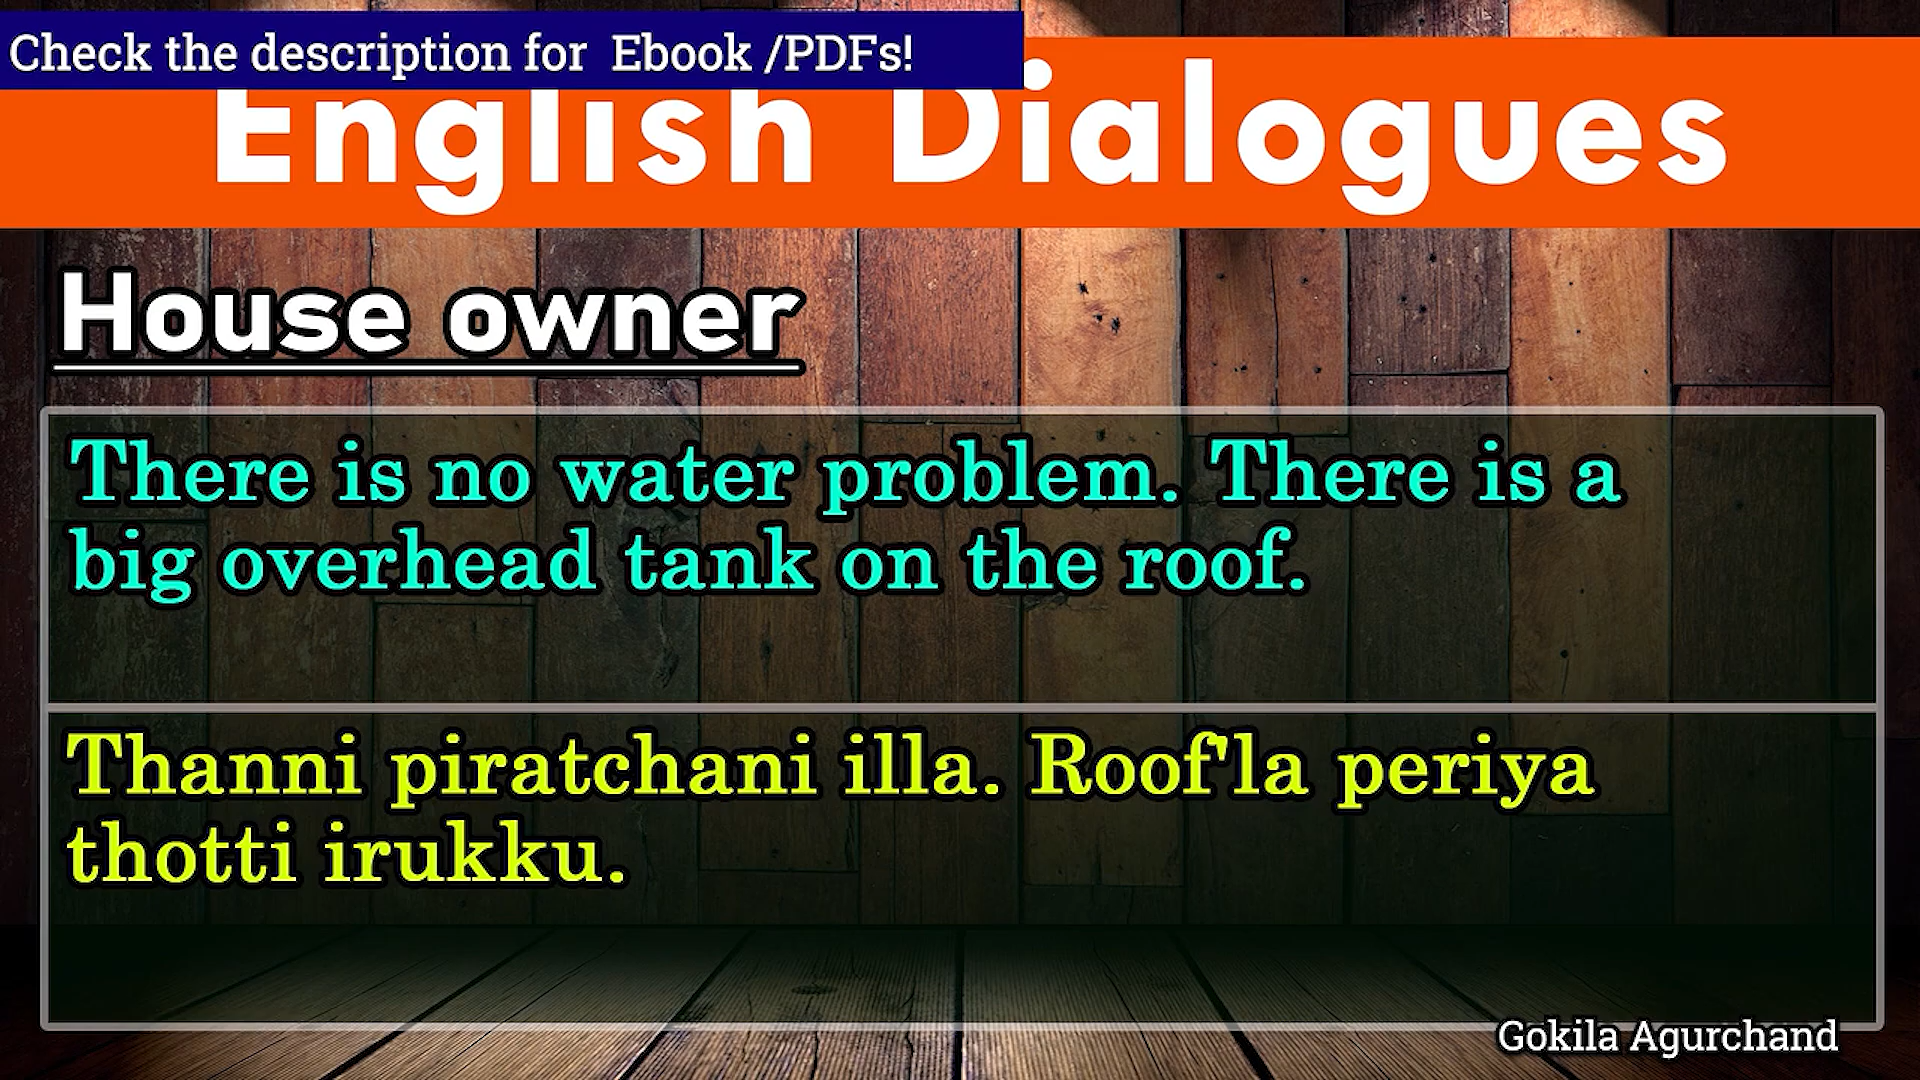 Check the description for Ebook /PDFs!
English Dialogues
House owner
There is no water problem. There is a
big overhead tank on the roof.
Thanni piratchani illa. Roof'la periya
thotti irukku.
Gokila Agurchand